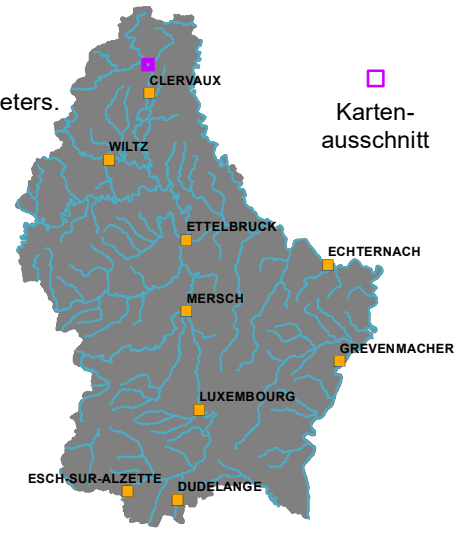 CLERVAUX
eters.
Karten-
ausschnitt
WILTZ
ETTELBRUCK
ECHTERNACH
MERSCH
GREVENMACHER
LUXEMBOURG
ESCH-SUR-ALZETTE
DUDELANGE